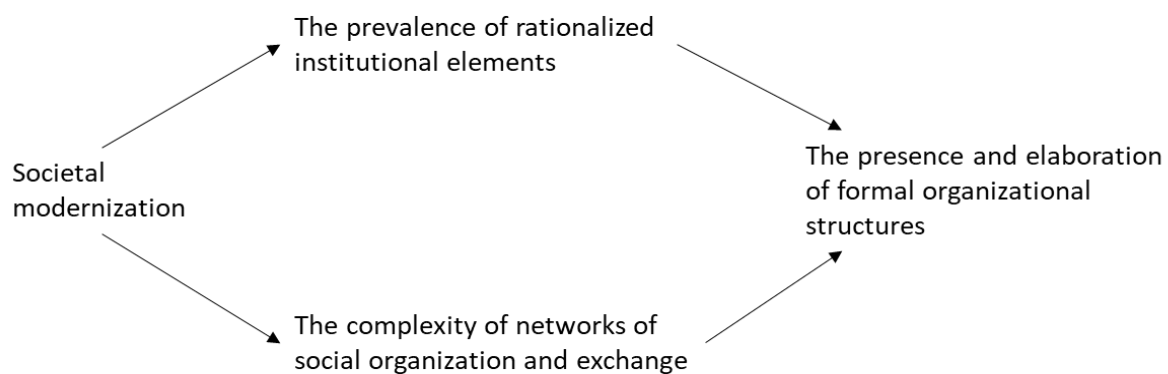 The prevalence of rationalized
institutional elements
Societal
modernization
The presence and elaboration
of formal organizational
structures
The complexity of networks of
social organization and exchange